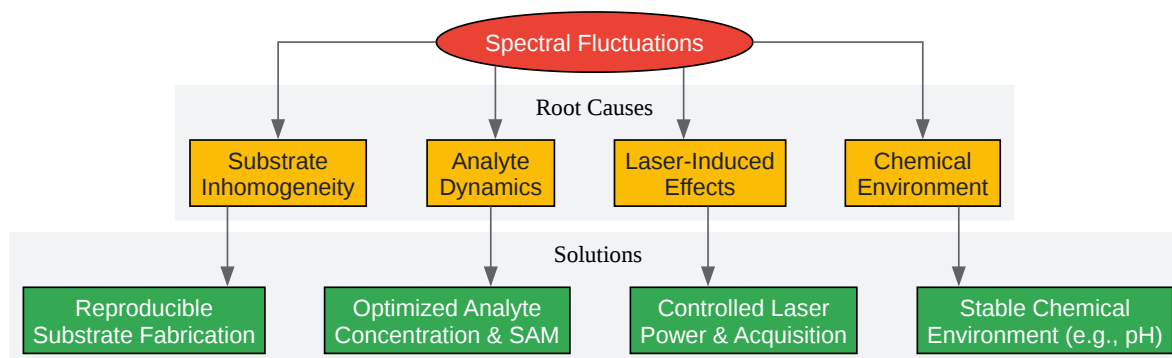 Spectral Fluctuations
Root Causes
Substrate
Inhomogeneity
Analyte
Dynamics
Laser-Induced
Effects
Chemical
Environment
Solutions
Reproducible
Substrate Fabrication
Optimized Analyte
Concentration & SAM
Controlled Laser
Power & Acquisition
Stable Chemical
Environment (e.g., pH)